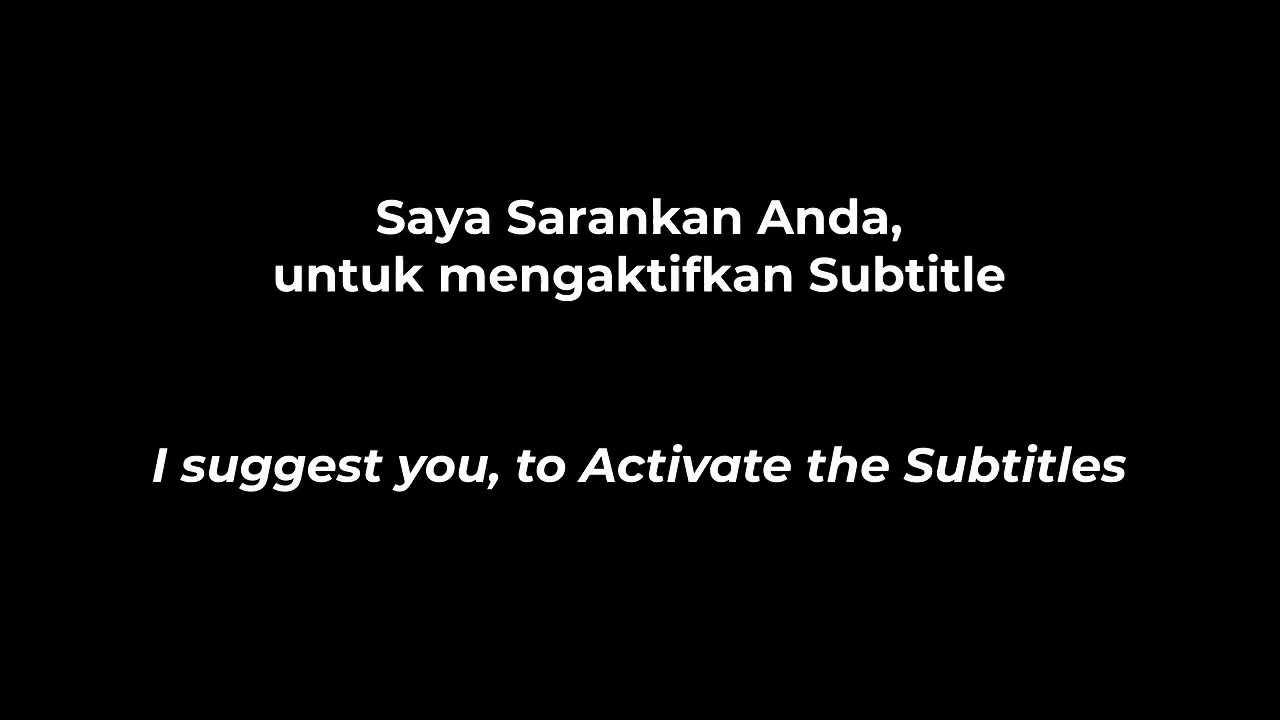 Saya Sarankan Anda,
untuk mengaktifkan Subtitle
I suggest you, to Activate the Subtitles